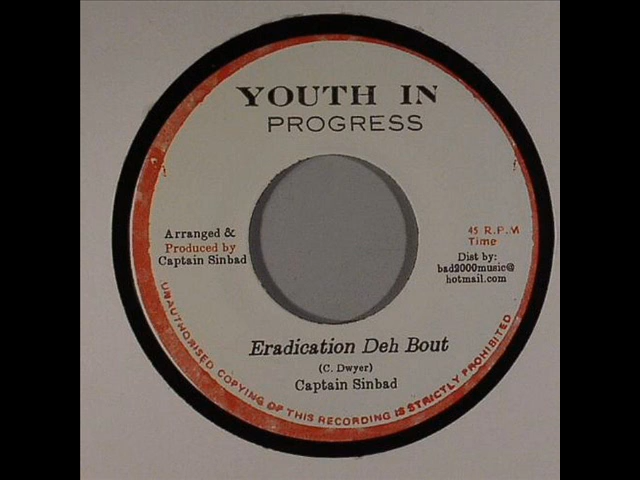 YOUTH IN
PROGRESS
Arranged &
Produced by
Captain Sinbad
45 R.P.M
Time
Dist by:
bad2000music@
hotmail.com
Eradication Deh Bout
(C. Dwyer)
Captain Sinbad
UNAUTHORISED COPYING OF THIS RECORDING IS STRICTLY PROHIBITED